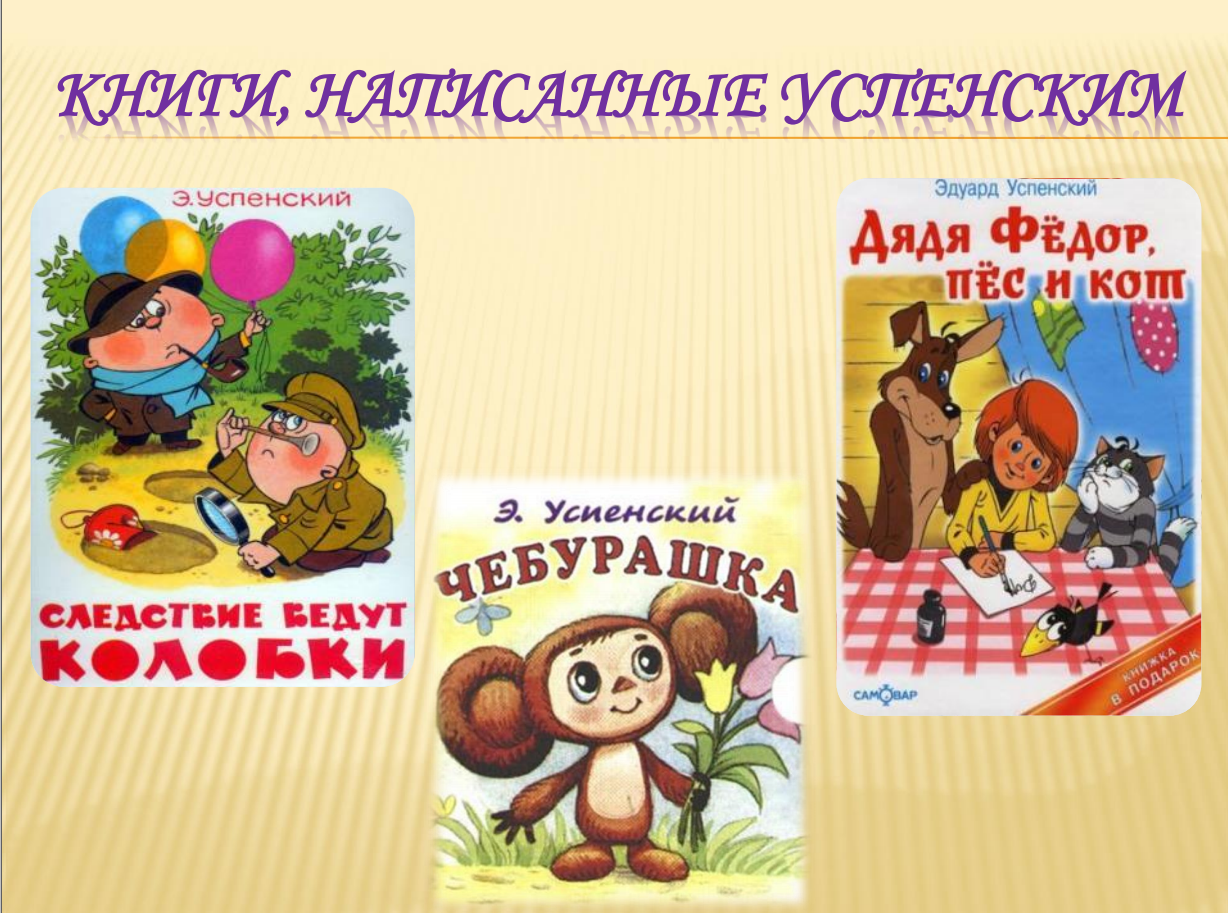 КНИГИ, НАПИСАННЫЕ УСПЕНСКИМ
Э. Успенский
СЛЕДСТВИЕ ВЕДУТ
КОЛОБКИ
Э. Успенский
ЧЕБУРАШКА
Эдуард Успенский
ДЯДЯ ФЁДОР,
ПЁС И КОТ
КНИЖКА
В ПОДАРОК
САМОВАР